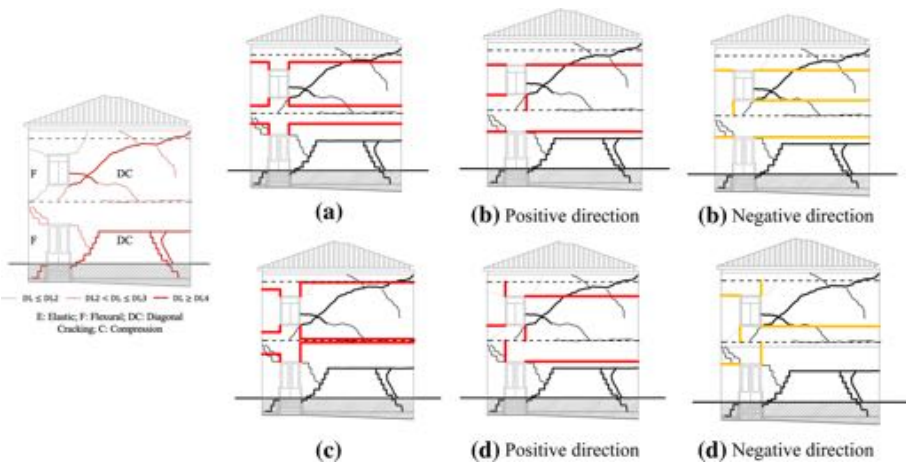 F
DC
F
DC
DL ≤ DL2
DL2 < DL ≤ DL3
DL ≥ DL4
E: Elastic; F: Flexural; DC: Diagonal
Cracking; C: Compression
(a)
(b) Positive direction
(b) Negative direction
(c)
(d) Positive direction
(d) Negative direction